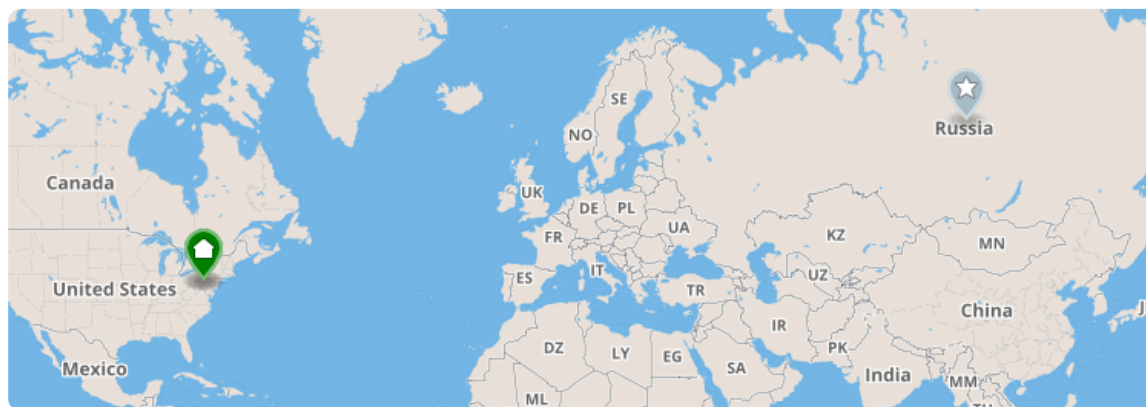 SE
Russia
NO
Canada
UK
DE
PL
UA
FR
KZ
MN
IT
ES
UZ
United States
TR
China
IR
DZ
LY
EG
PK
SA
Mexico
India
MM
ML